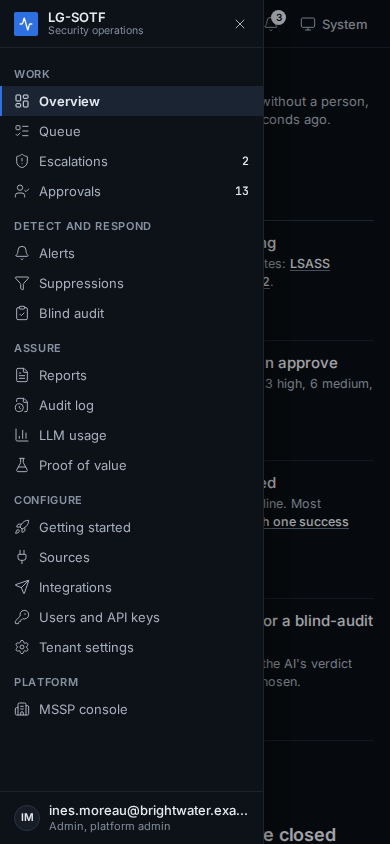 LG-SOTF
Security operations
3
System
WORK
Overview
Queue
Escalations 2
Approvals 13
DETECT AND RESPOND
Alerts
Suppressions
Blind audit
ASSURE
Reports
Audit log
LLM usage
Proof of value
CONFIGURE
Getting started
Sources
Integrations
Users and API keys
Tenant settings
PLATFORM
MSSP console
IM
ines.moreau@brightwater.exa...
Admin, platform admin
without a person,
conds ago.
tes: LSASS
2.
n approve
3 high, 6 medium,
ed
line. Most
h one success
or a blind-audit
the AI's verdict
nosen.
e closed